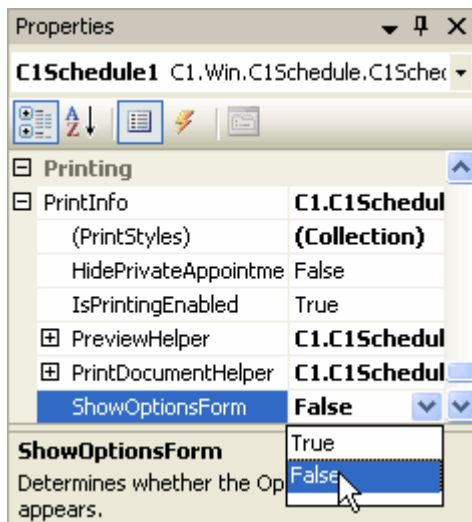 Properties
C1Schedule1 C1.Win.C1Schedule.C1Sched
Printing
PrintInfo C1.C1Schedul
(PrintStyles) (Collection)
HidePrivateAppointme False
IsPrintingEnabled True
PreviewHelper C1.C1Schedul
PrintDocumentHelper C1.C1Schedul
ShowOptionsForm False
True
False
ShowOptionsForm
Determines whether the Op
appears.